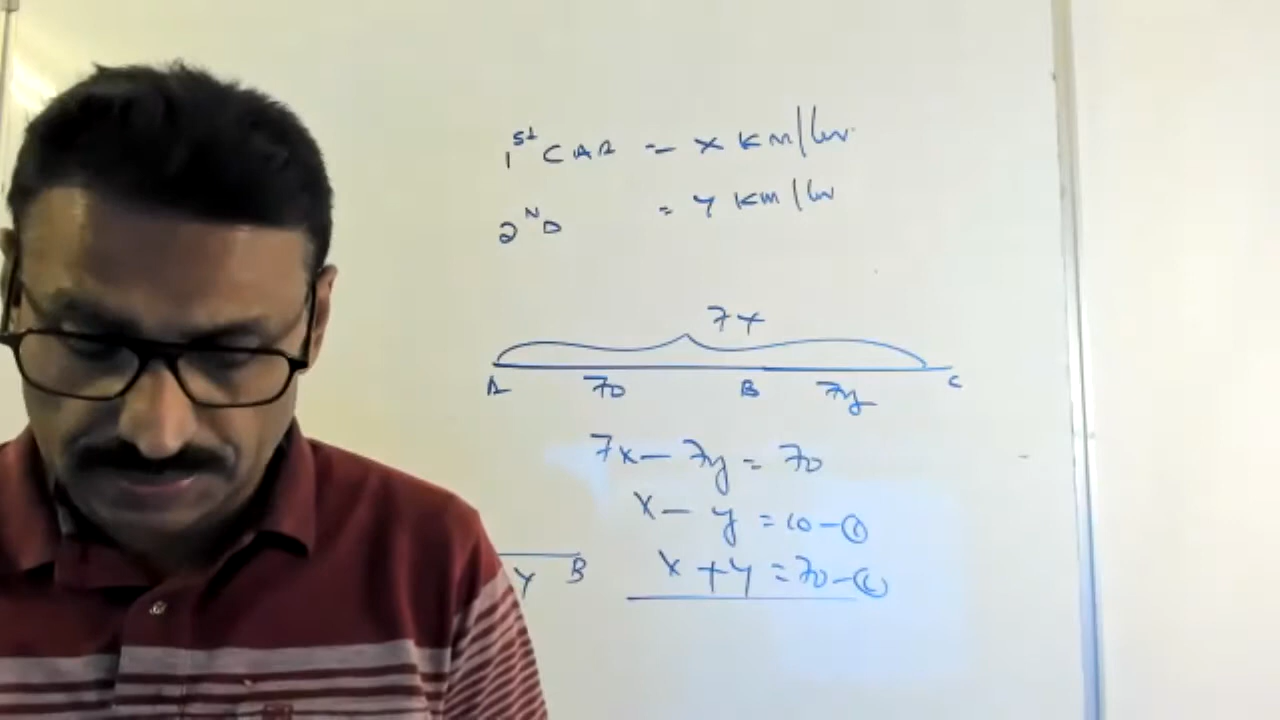 1ST CAR = x KM/hr
2ND = y KM/hr
7x
A 70 B 7y C
7x - 7y = 70
x - y = 10 - ①
x + y = 70 - ②
y B